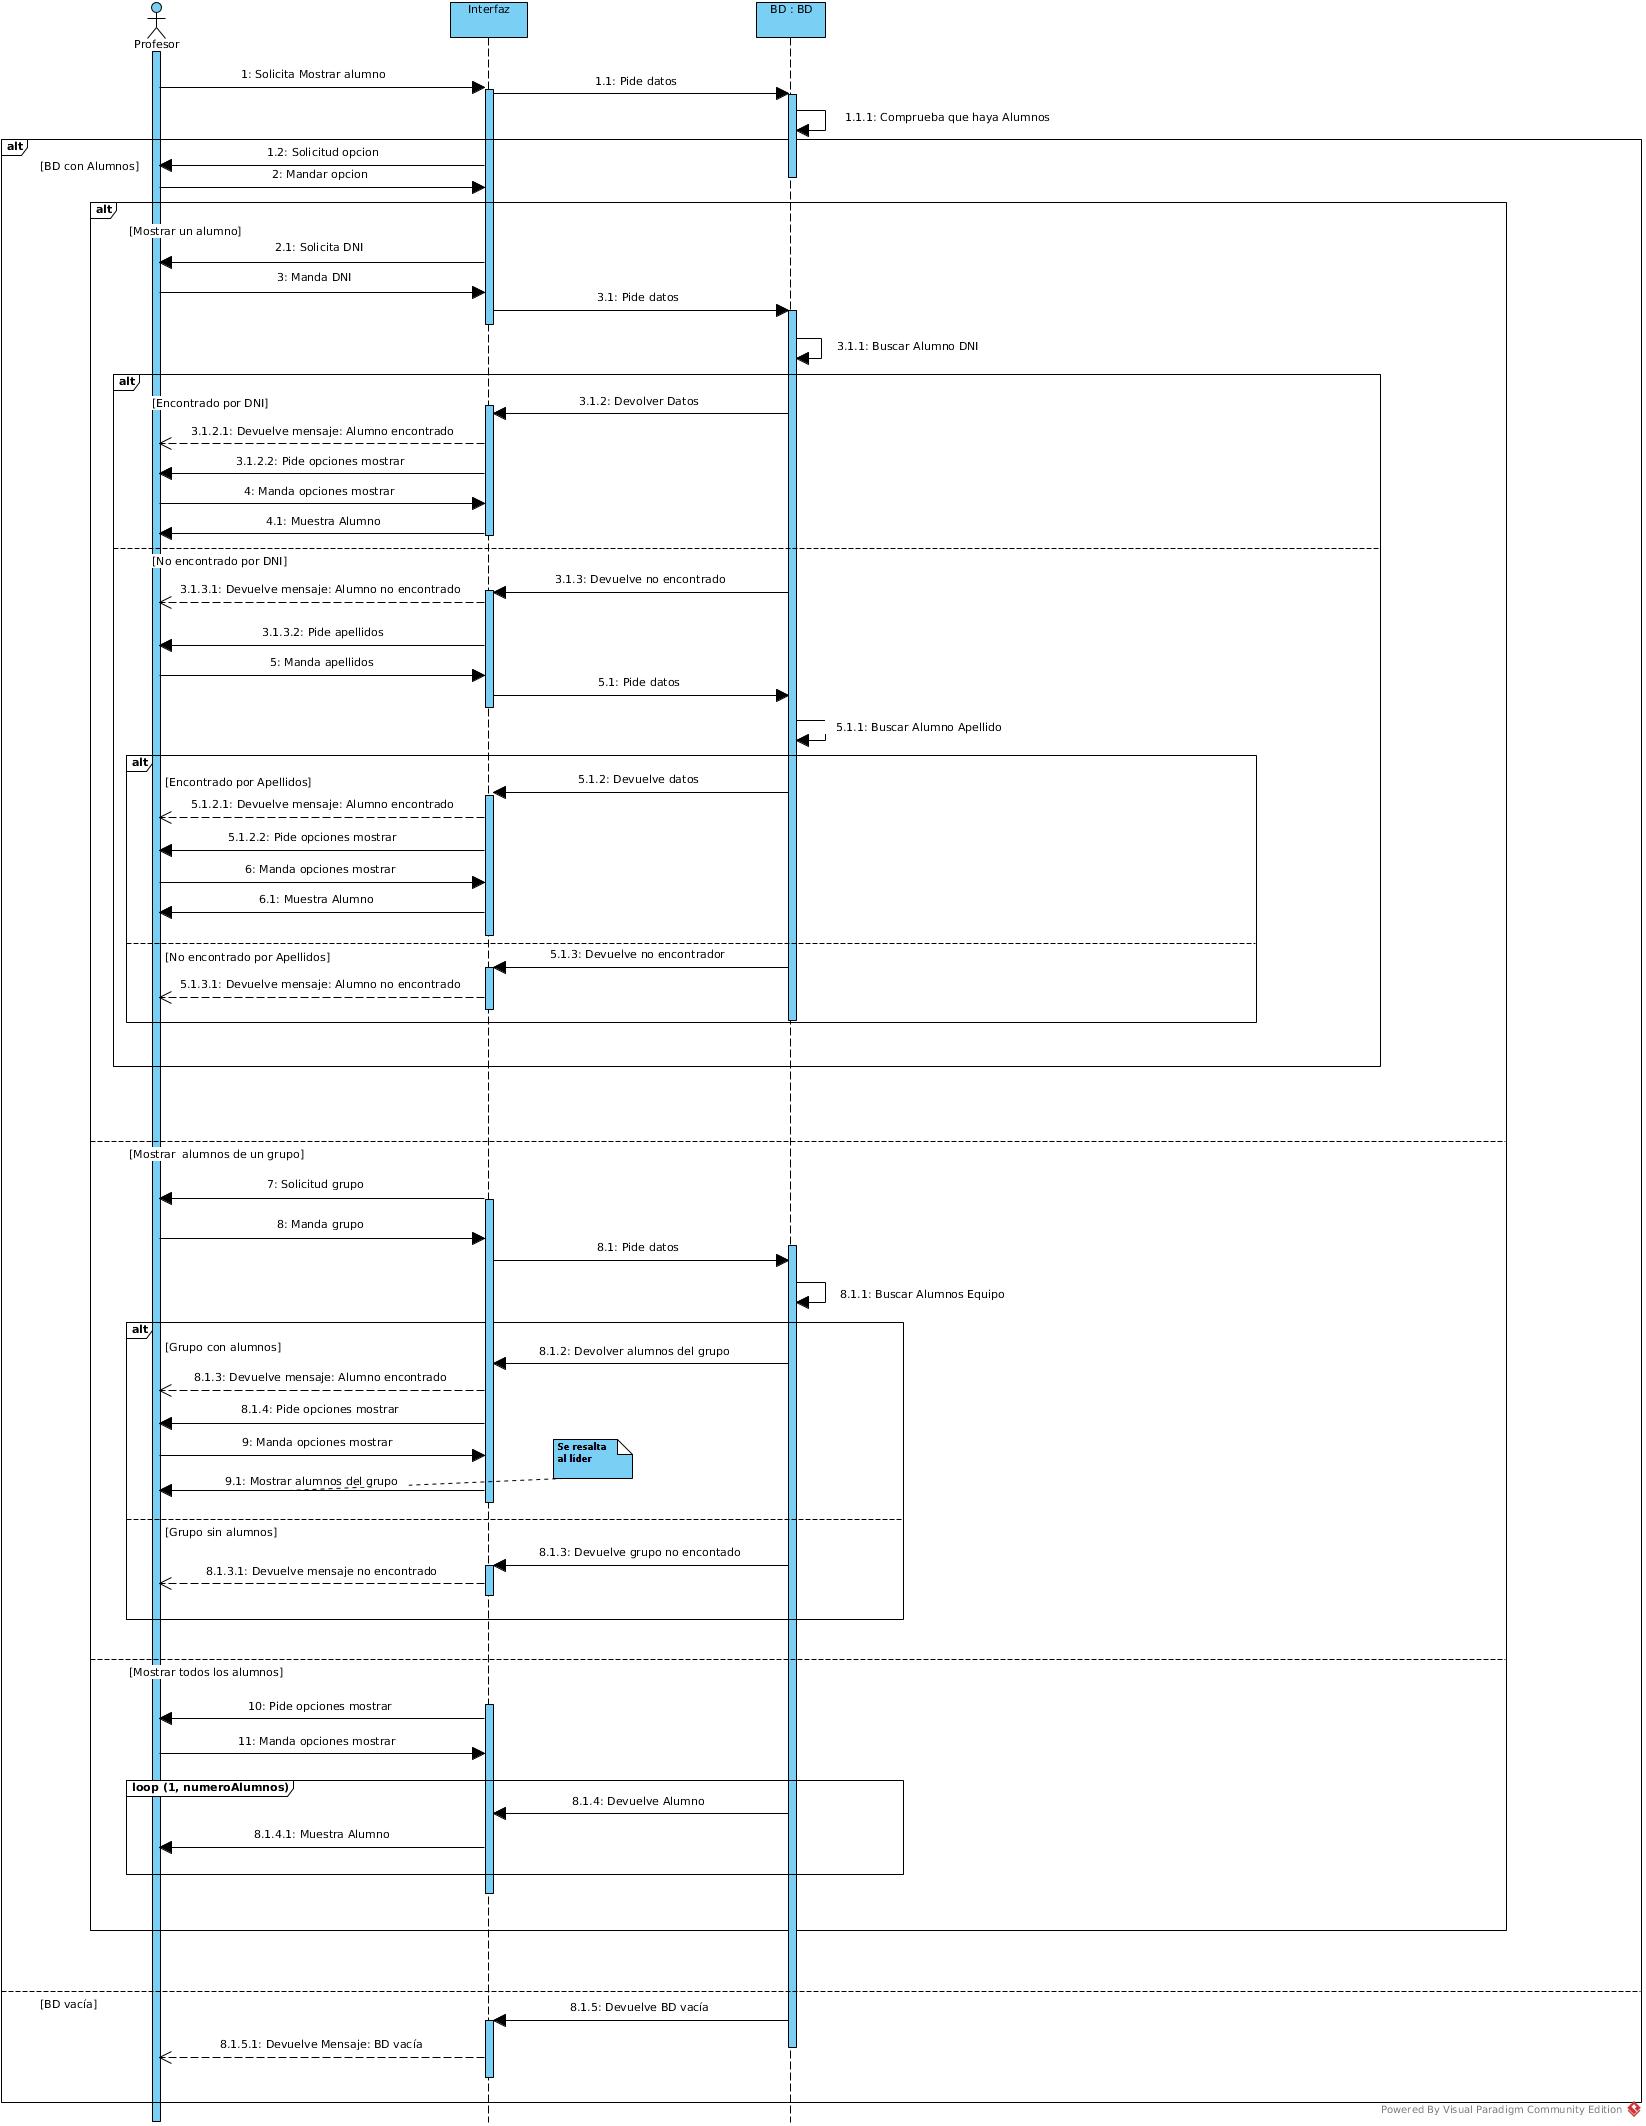 Profesor
Interfaz
BD : BD
1: Solicita Mostrar alumno
1.1: Pide datos
1.1.1: Comprueba que haya Alumnos
alt
[BD con Alumnos]
1.2: Solicitud opcion
2: Mandar opcion
alt
[Mostrar un alumno]
2.1: Solicita DNI
3: Manda DNI
3.1: Pide datos
3.1.1: Buscar Alumno DNI
alt
[Encontrado por DNI]
3.1.2: Devolver Datos
3.1.2.1: Devuelve mensaje: Alumno encontrado
3.1.2.2: Pide opciones mostrar
4: Manda opciones mostrar
4.1: Muestra Alumno
[No encontrado por DNI]
3.1.3: Devuelve no encontrado
3.1.3.1: Devuelve mensaje: Alumno no encontrado
3.1.3.2: Pide apellidos
5: Manda apellidos
5.1: Pide datos
5.1.1: Buscar Alumno Apellido
alt
[Encontrado por Apellidos]
5.1.2: Devuelve datos
5.1.2.1: Devuelve mensaje: Alumno encontrado
5.1.2.2: Pide opciones mostrar
6: Manda opciones mostrar
6.1: Muestra Alumno
[No encontrado por Apellidos]
5.1.3: Devuelve no encontrador
5.1.3.1: Devuelve mensaje: Alumno no encontrado
[Mostrar  alumnos de un grupo]
7: Solicitud grupo
8: Manda grupo
8.1: Pide datos
8.1.1: Buscar Alumnos Equipo
alt
[Grupo con alumnos]
8.1.2: Devolver alumnos del grupo
8.1.3: Devuelve mensaje: Alumno encontrado
8.1.4: Pide opciones mostrar
9: Manda opciones mostrar
Se resalta
al lider
9.1: Mostrar alumnos del grupo
[Grupo sin alumnos]
8.1.3: Devuelve grupo no encontado
8.1.3.1: Devuelve mensaje no encontrado
[Mostrar todos los alumnos]
10: Pide opciones mostrar
11: Manda opciones mostrar
loop (1, numeroAlumnos)
8.1.4: Devuelve Alumno
8.1.4.1: Muestra Alumno
[BD vacía]
8.1.5: Devuelve BD vacía
8.1.5.1: Devuelve Mensaje: BD vacía
Powered By Visual Paradigm Community Edition